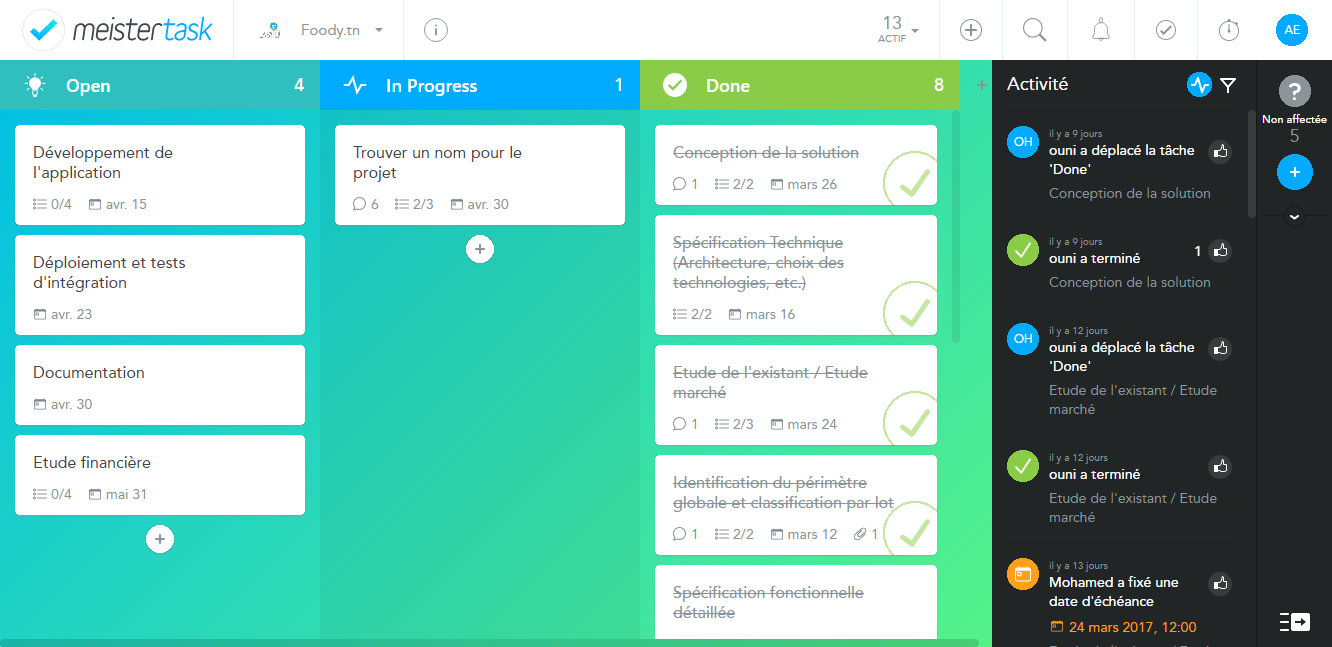 meistertask
Foody.tn
13
ACTIF
AE
Open 4
Développement de
l'application
0/4 avr. 15
Déploiement et tests
d'intégration
avr. 23
Documentation
avr. 30
Etude financière
0/4 mai 31
In Progress 1
Trouver un nom pour le
projet
6 2/3 avr. 30
Done 8
Conception de la solution
1 2/2 mars 26
Spécification Technique
(Architecture, choix des
technologies, etc.)
2/2 mars 16
Etude de l'existant / Etude
marché
1 2/3 mars 24
Identification du périmètre
globale et classification par lot
1 2/2 mars 12 1
Spécification fonctionnelle
détaillée
Activité
OH
il y a 9 jours
ouni a déplacé la tâche
'Done'
Conception de la solution
il y a 9 jours
ouni a terminé 1
Conception de la solution
OH
il y a 12 jours
ouni a déplacé la tâche
'Done'
Etude de l'existant / Etude
marché
il y a 12 jours
ouni a terminé
Etude de l'existant / Etude
marché
il y a 13 jours
Mohamed a fixé une
date d'échéance
24 mars 2017, 12:00
?
Non affectée
5